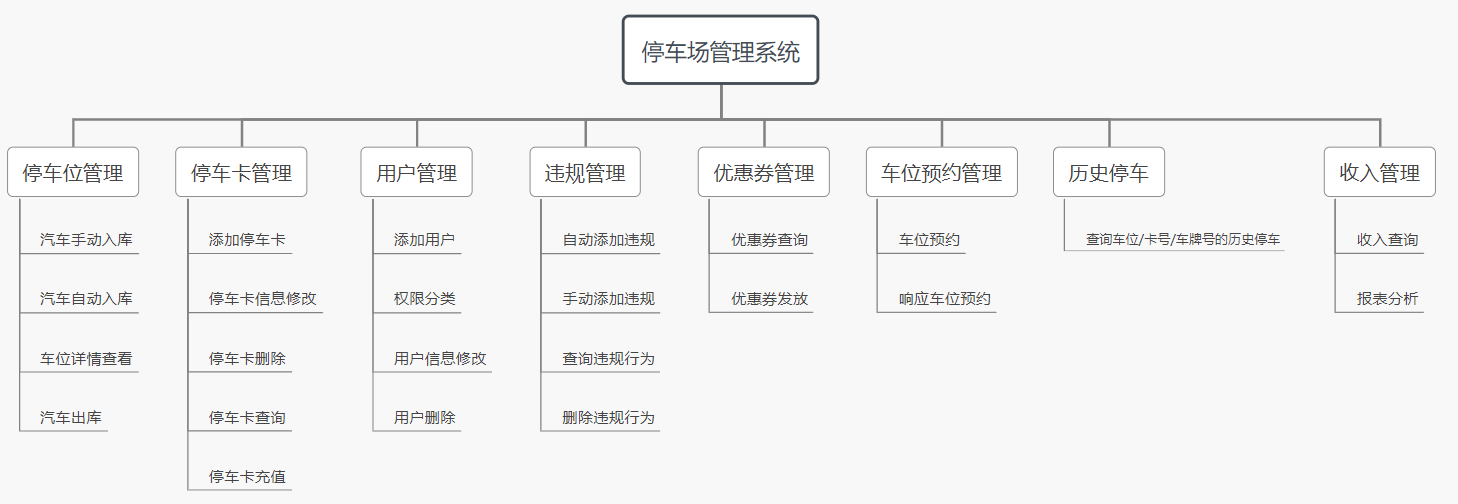 停车场管理系统
停车位管理
汽车手动入库
汽车自动入库
车位详情查看
汽车出库
停车卡管理
添加停车卡
停车卡信息修改
停车卡删除
停车卡查询
停车卡充值
用户管理
添加用户
权限分类
用户信息修改
用户删除
违规管理
自动添加违规
手动添加违规
查询违规行为
删除违规行为
优惠券管理
优惠券查询
优惠券发放
车位预约管理
车位预约
响应车位预约
历史停车
查询车位/卡号/车牌号的历史停车
收入管理
收入查询
报表分析